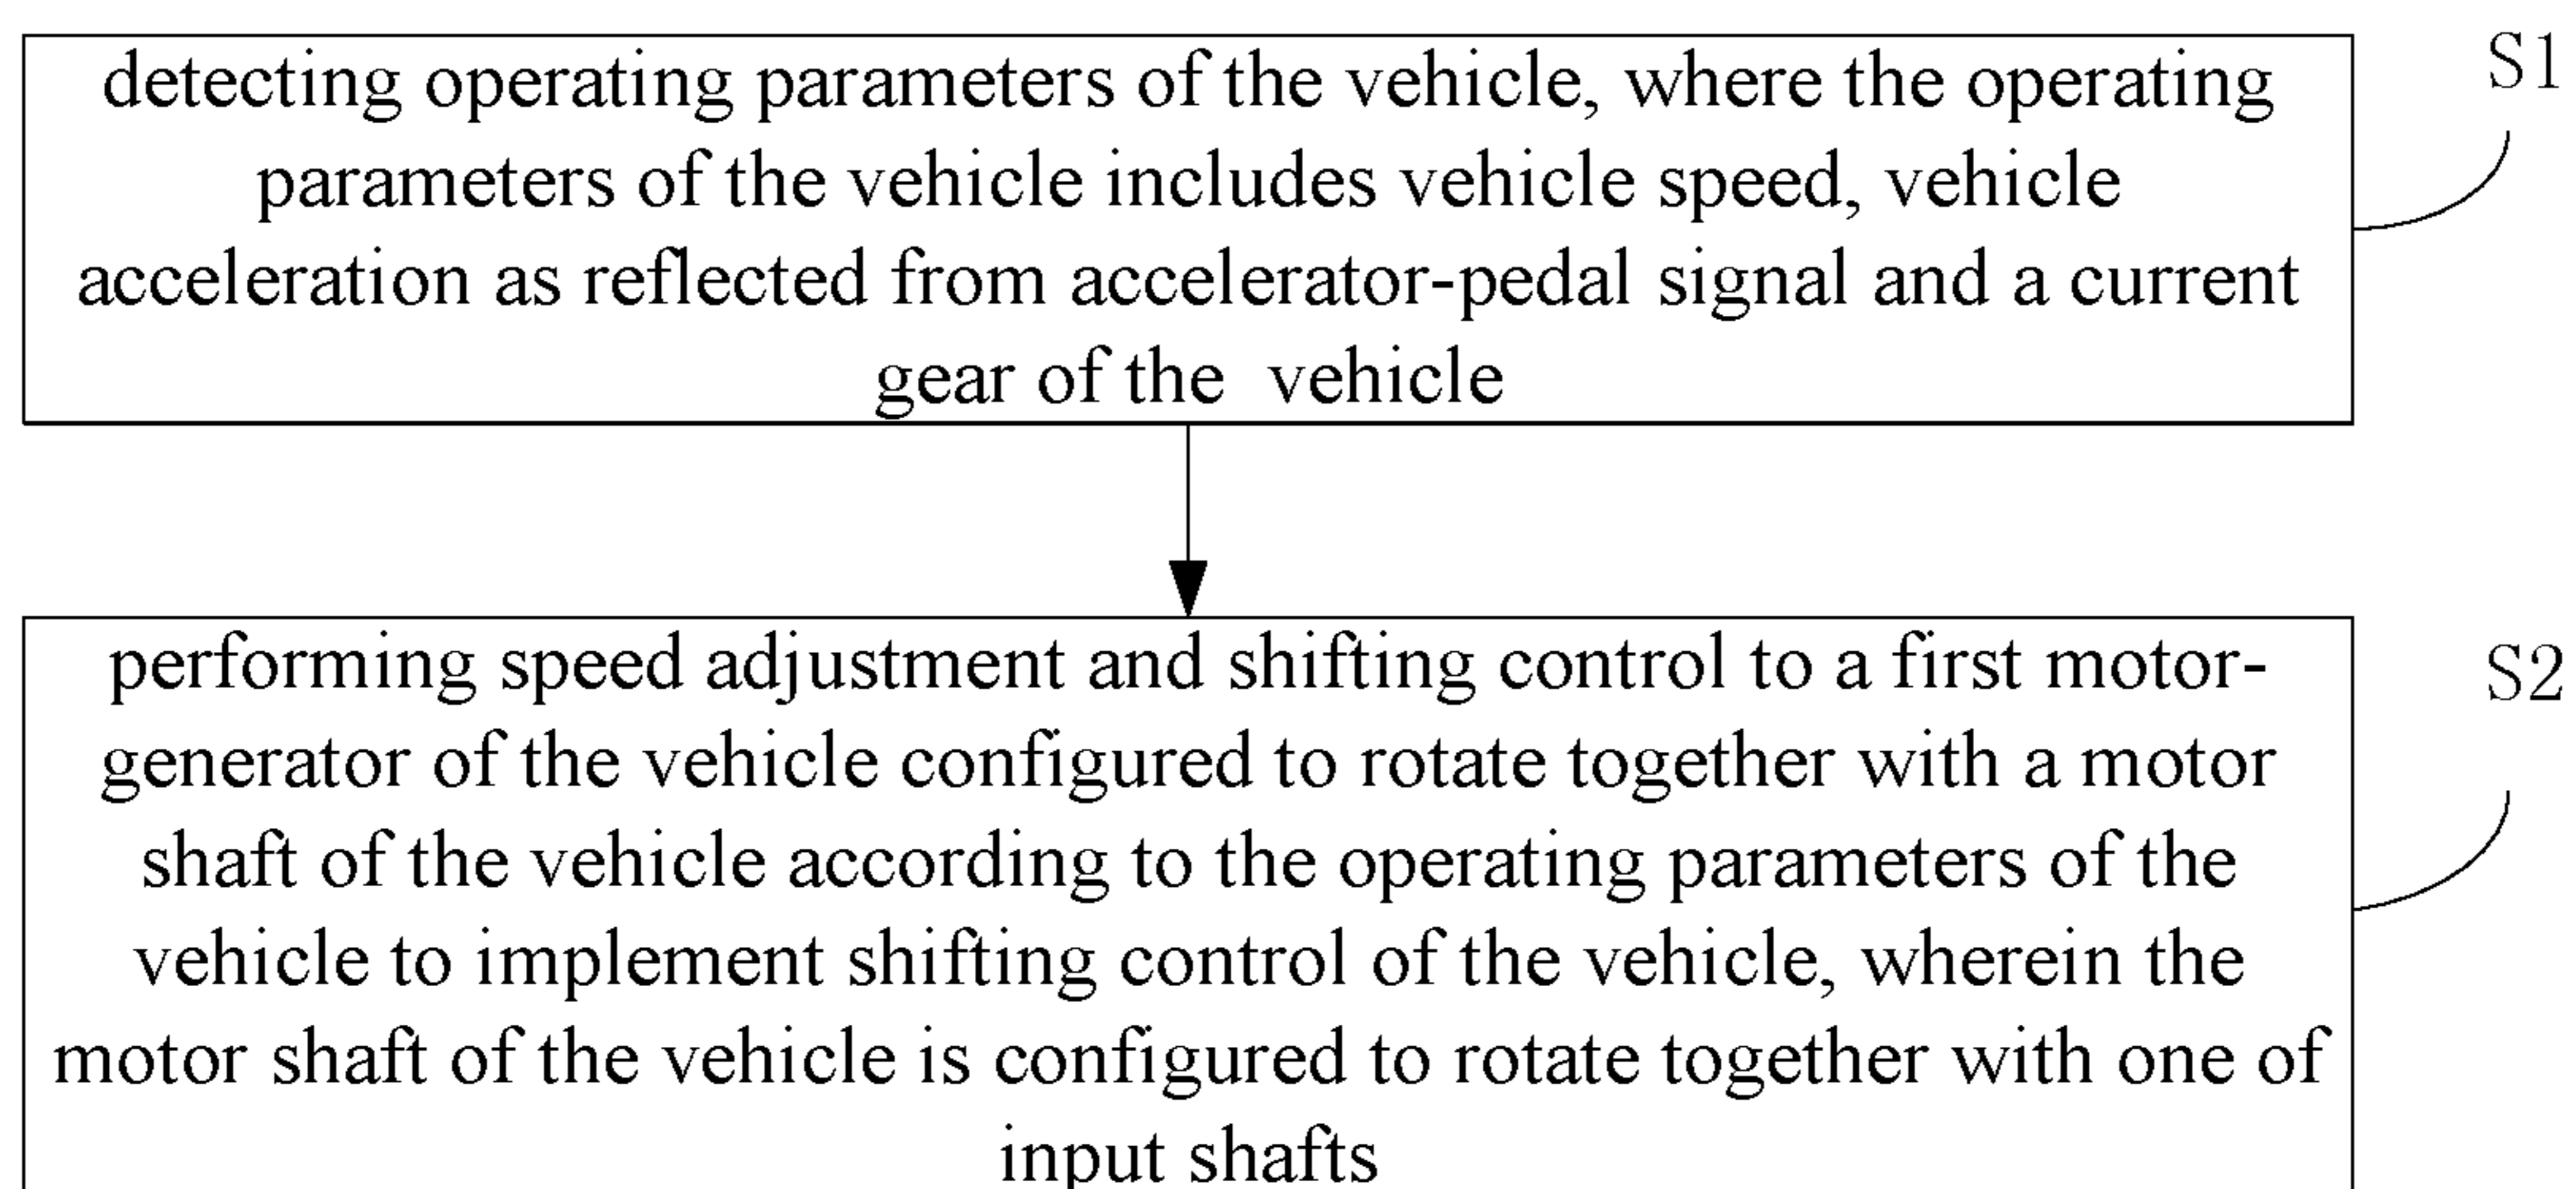 detecting operating parameters of the vehicle, where the operating
S1
parameters of the vehicle includes vehicle speed, vehicle
acceleration as reflected from accelerator-pedal signal and a current
gear of the vehicle
performing speed adjustment and shifting control to a first motor-
S2
generator of the vehicle configured to rotate together with a motor
shaft of the vehicle according to the operating parameters of the
vehicle to implement shifting control of the vehicle, wherein the
motor shaft of the vehicle is configured to rotate together with one of
input shafts